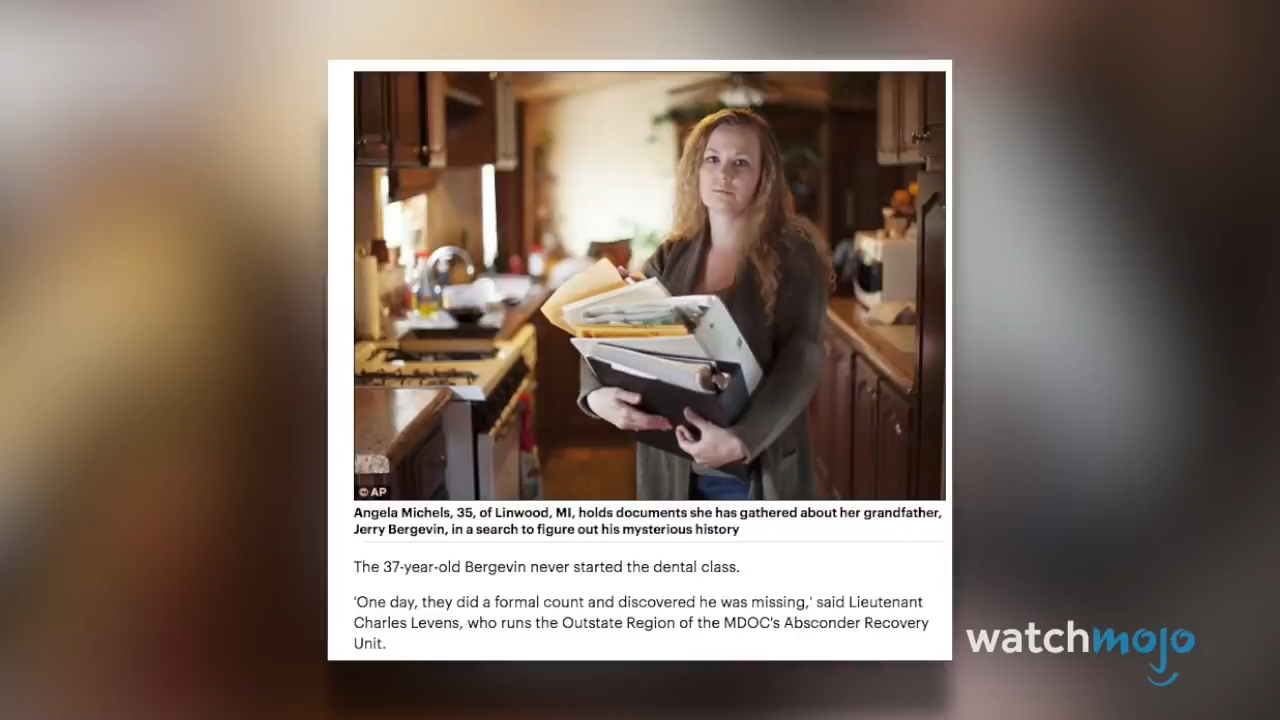 © AP
Angela Michels, 35, of Linwood, MI, holds documents she has gathered about her grandfather,
Jerry Bergevin, in a search to figure out his mysterious history
The 37-year-old Bergevin never started the dental class.
'One day, they did a formal count and discovered he was missing,' said Lieutenant
Charles Levens, who runs the Outstate Region of the MDOC's Absconder Recovery
Unit.
watchmojo